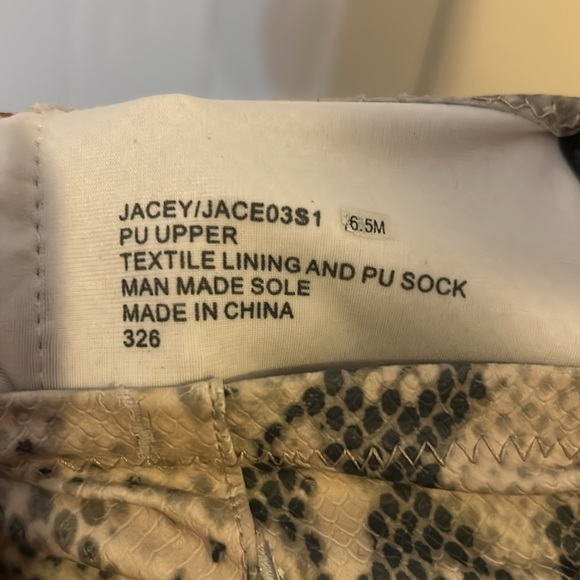 JACEY/JACE03S1 6.5M
PU UPPER
TEXTILE LINING AND PU SOCK
MAN MADE SOLE
MADE IN CHINA
326